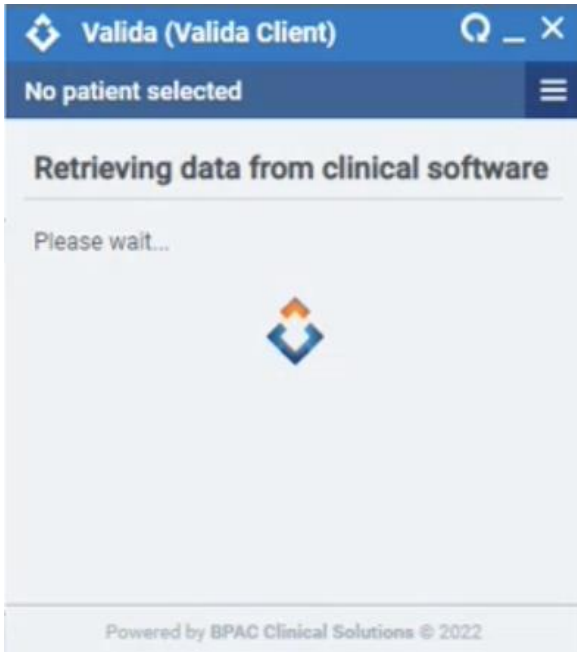 Valida (Valida Client)
No patient selected
Retrieving data from clinical software
Please wait...
Powered by BPAC Clinical Solutions © 2022